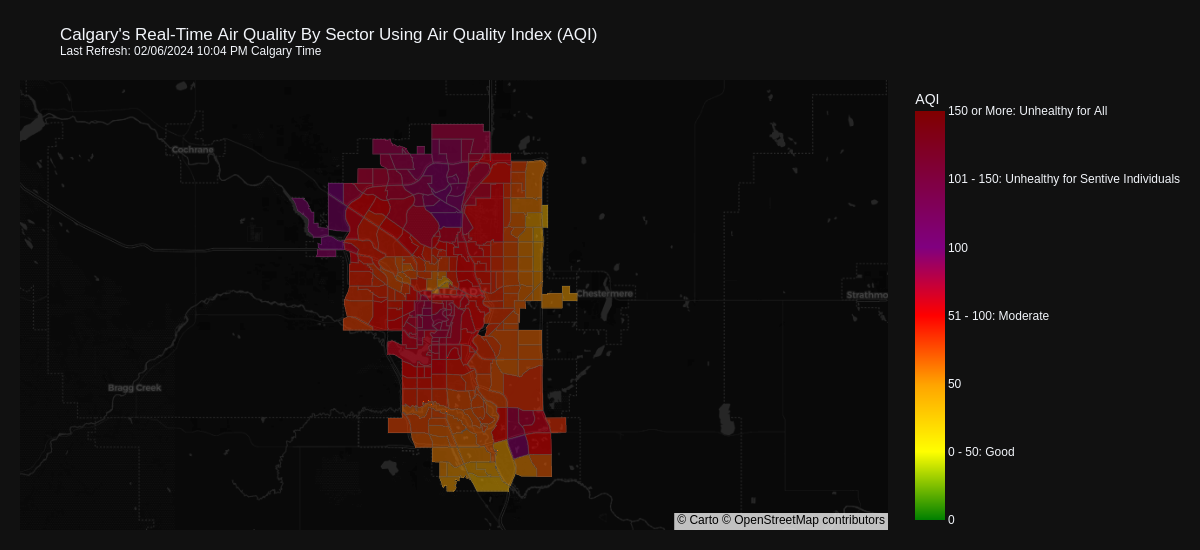 Calgary's Real-Time Air Quality By Sector Using Air Quality Index (AQI)
Last Refresh: 02/06/2024 10:04 PM Calgary Time
AQI
150 or More: Unhealthy for All
Cochrane
101 - 150: Unhealthy for Sentive Individuals
100
CALGARY
Chestermere
Strathmo
51 - 100: Moderate
50
Bragg Creek
0 - 50: Good
0
© Carto © OpenStreetMap contributors